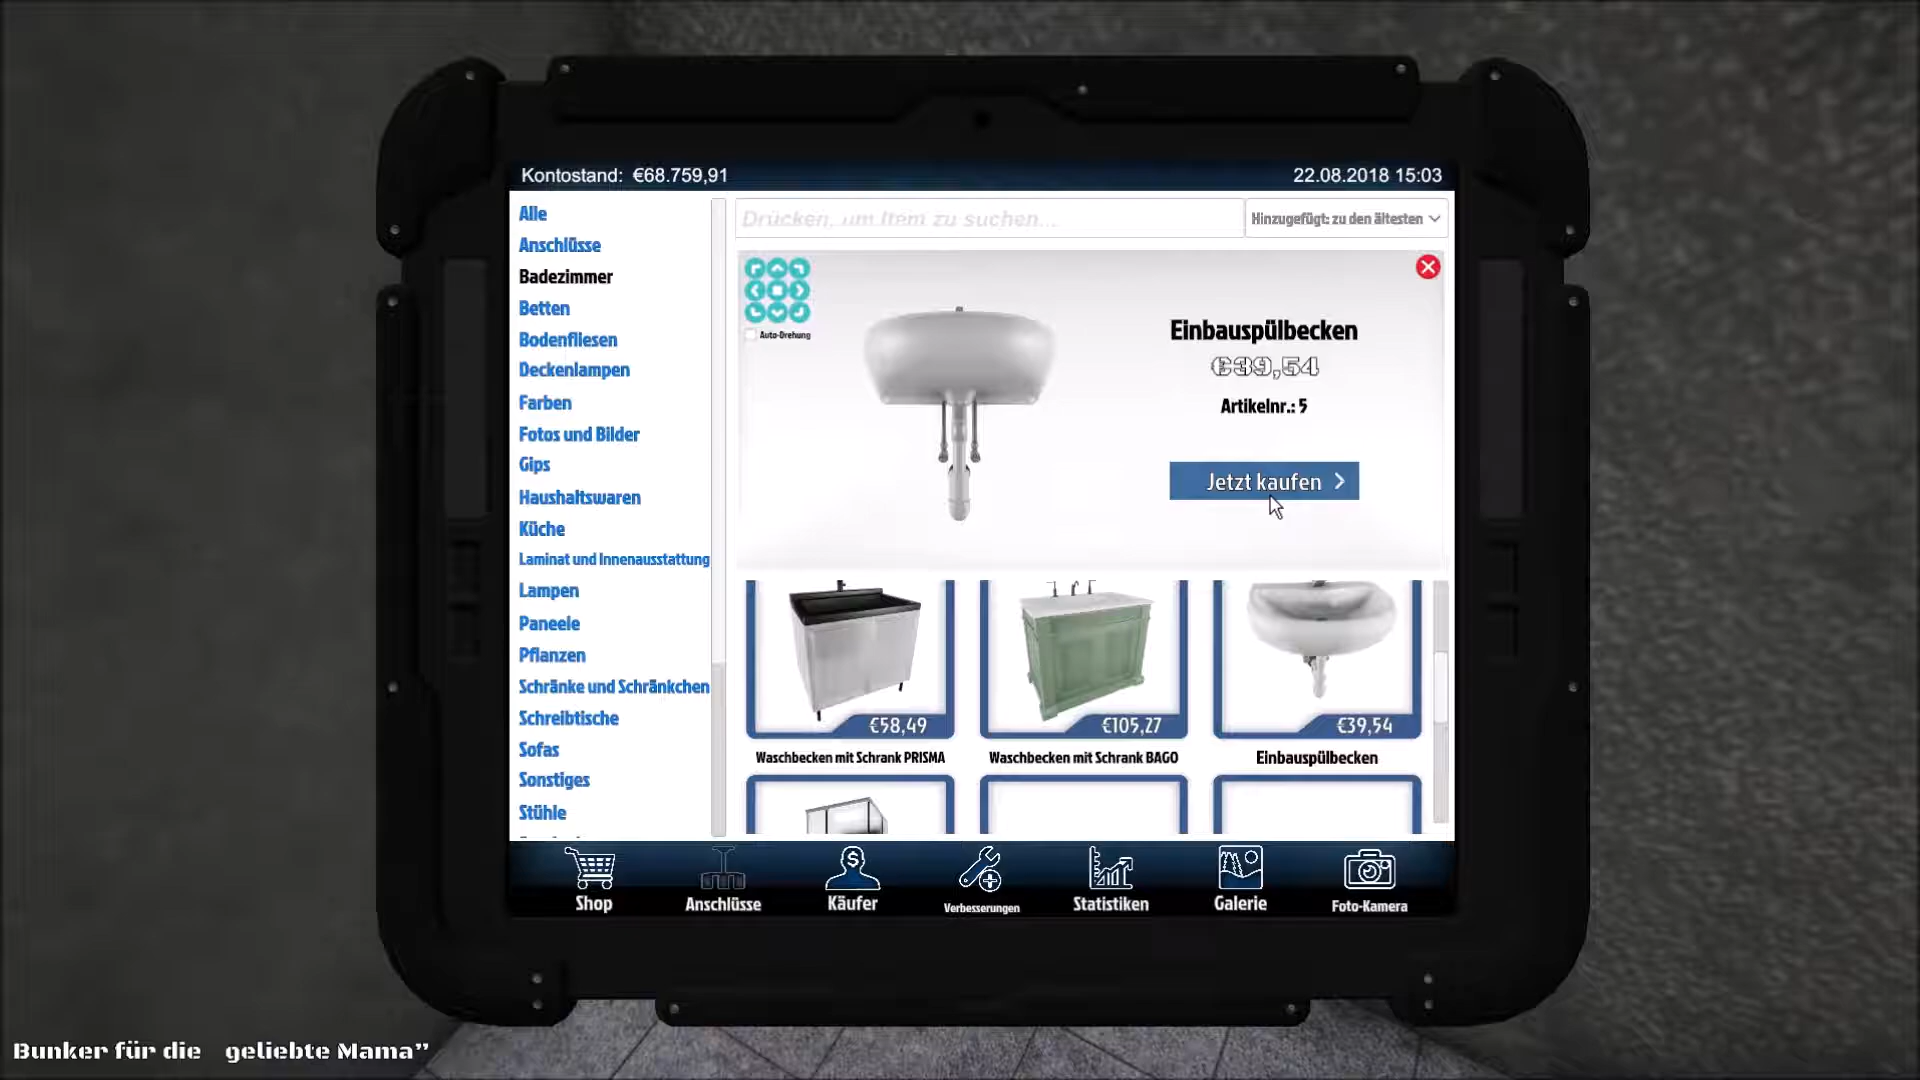 Kontostand: €68.759,91
22.08.2018 15:03
Alle
Anschlüsse
Badezimmer
Betten
Bodenfliesen
Deckenlampen
Farben
Fotos und Bilder
Gips
Haushaltswaren
Küche
Laminat und Innenausstattung
Lampen
Paneele
Pflanzen
Schränke und Schränkchen
Schreibtische
Sofas
Sonstiges
Stühle
Drücken, um Item zu suchen...
Hinzugefügt: zu den ältesten
Auto-Drehung
Einbauspülbecken
€39,54
Artikelnr.: 5
Jetzt kaufen
€58,49
€105,27
€39,54
Waschbecken mit Schrank PRISMA
Waschbecken mit Schrank BAGO
Einbauspülbecken
Shop
Anschlüsse
Käufer
Verbesserungen
Statistiken
Galerie
Foto-Kamera
Bunker für die geliebte Mama”